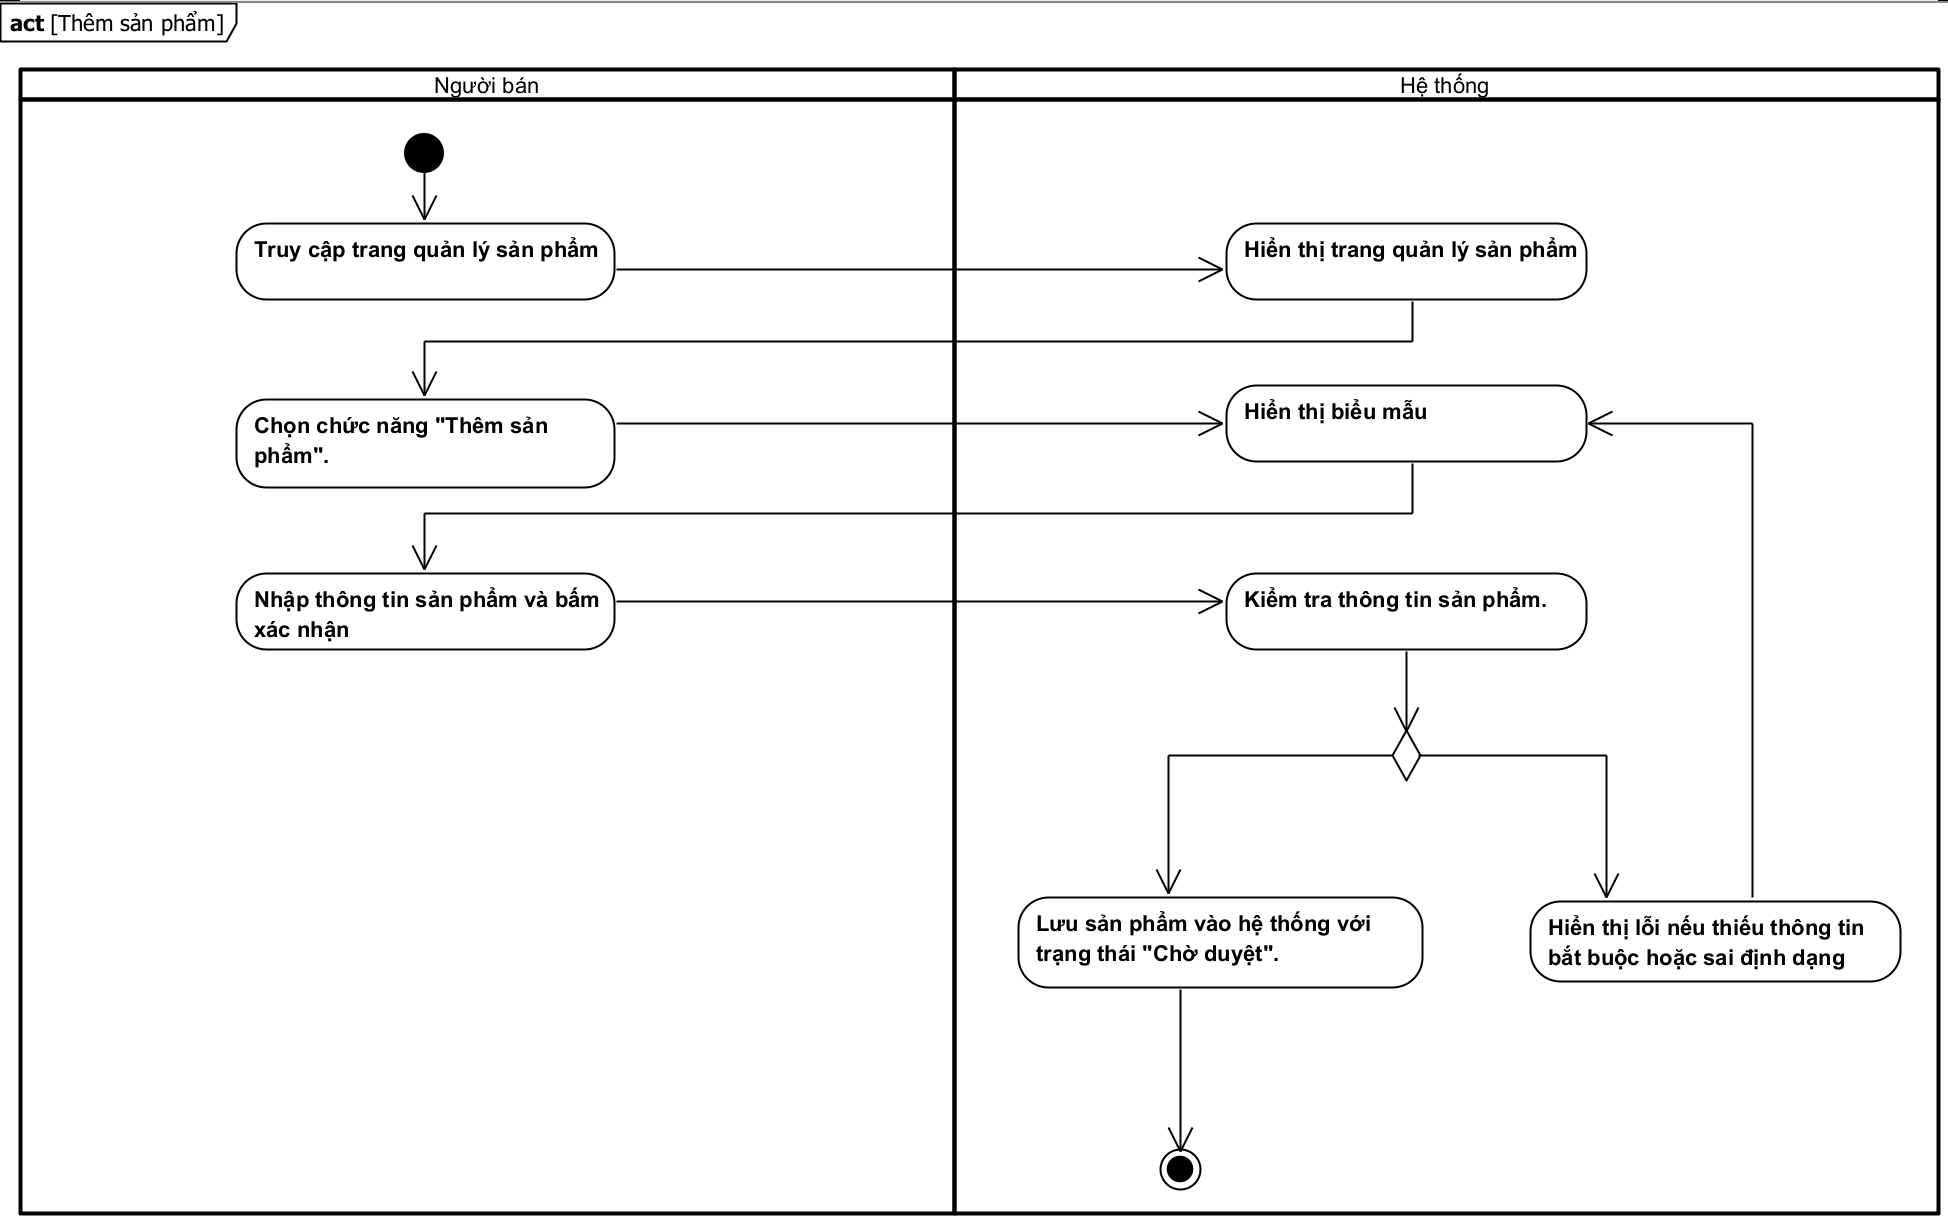 act [Thêm sản phẩm]
Người bán
Hệ thống
Truy cập trang quản lý sản phẩm
Hiển thị trang quản lý sản phẩm
Chọn chức năng "Thêm sản
phẩm".
Hiển thị biểu mẫu
Nhập thông tin sản phẩm và bấm
xác nhận
Kiểm tra thông tin sản phẩm.
Lưu sản phẩm vào hệ thống với
trạng thái "Chờ duyệt".
Hiển thị lỗi nếu thiếu thông tin
bắt buộc hoặc sai định dạng